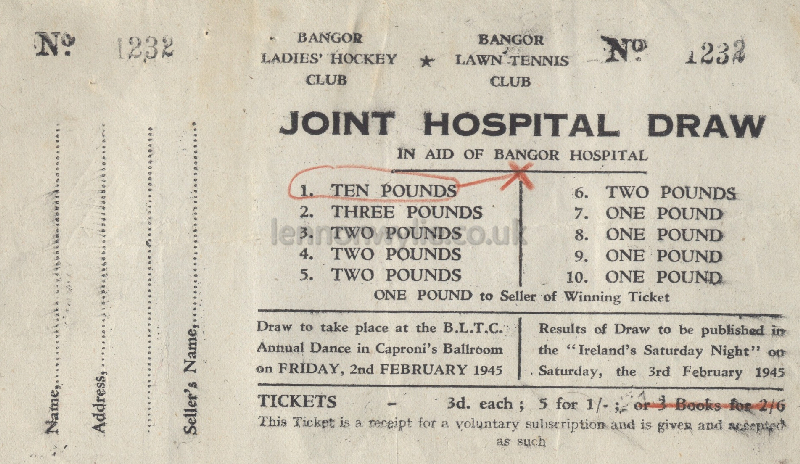 Nº 1232
BANGOR
LADIES' HOCKEY
CLUB
★
BANGOR
LAWN TENNIS
CLUB
Nº 1232
JOINT HOSPITAL DRAW
IN AID OF BANGOR HOSPITAL
1. TEN POUNDS
2. THREE POUNDS
3. TWO POUNDS
4. TWO POUNDS
5. TWO POUNDS
6. TWO POUNDS
7. ONE POUND
8. ONE POUND
9. ONE POUND
10. ONE POUND
ONE POUND to Seller of Winning Ticket
Draw to take place at the B.L.T.C.
Annual Dance in Caproni's Ballroom
on FRIDAY, 2nd FEBRUARY 1945
Results of Draw to be published in
the "Ireland's Saturday Night" on
Saturday, the 3rd February 1945
TICKETS - 3d. each ; 5 for 1/- ; or 3 Books for 2/6
This Ticket is a receipt for a voluntary subscription and is given and accepted
as such
Name,
Address,
Seller's Name,
lennonwylie.co.uk